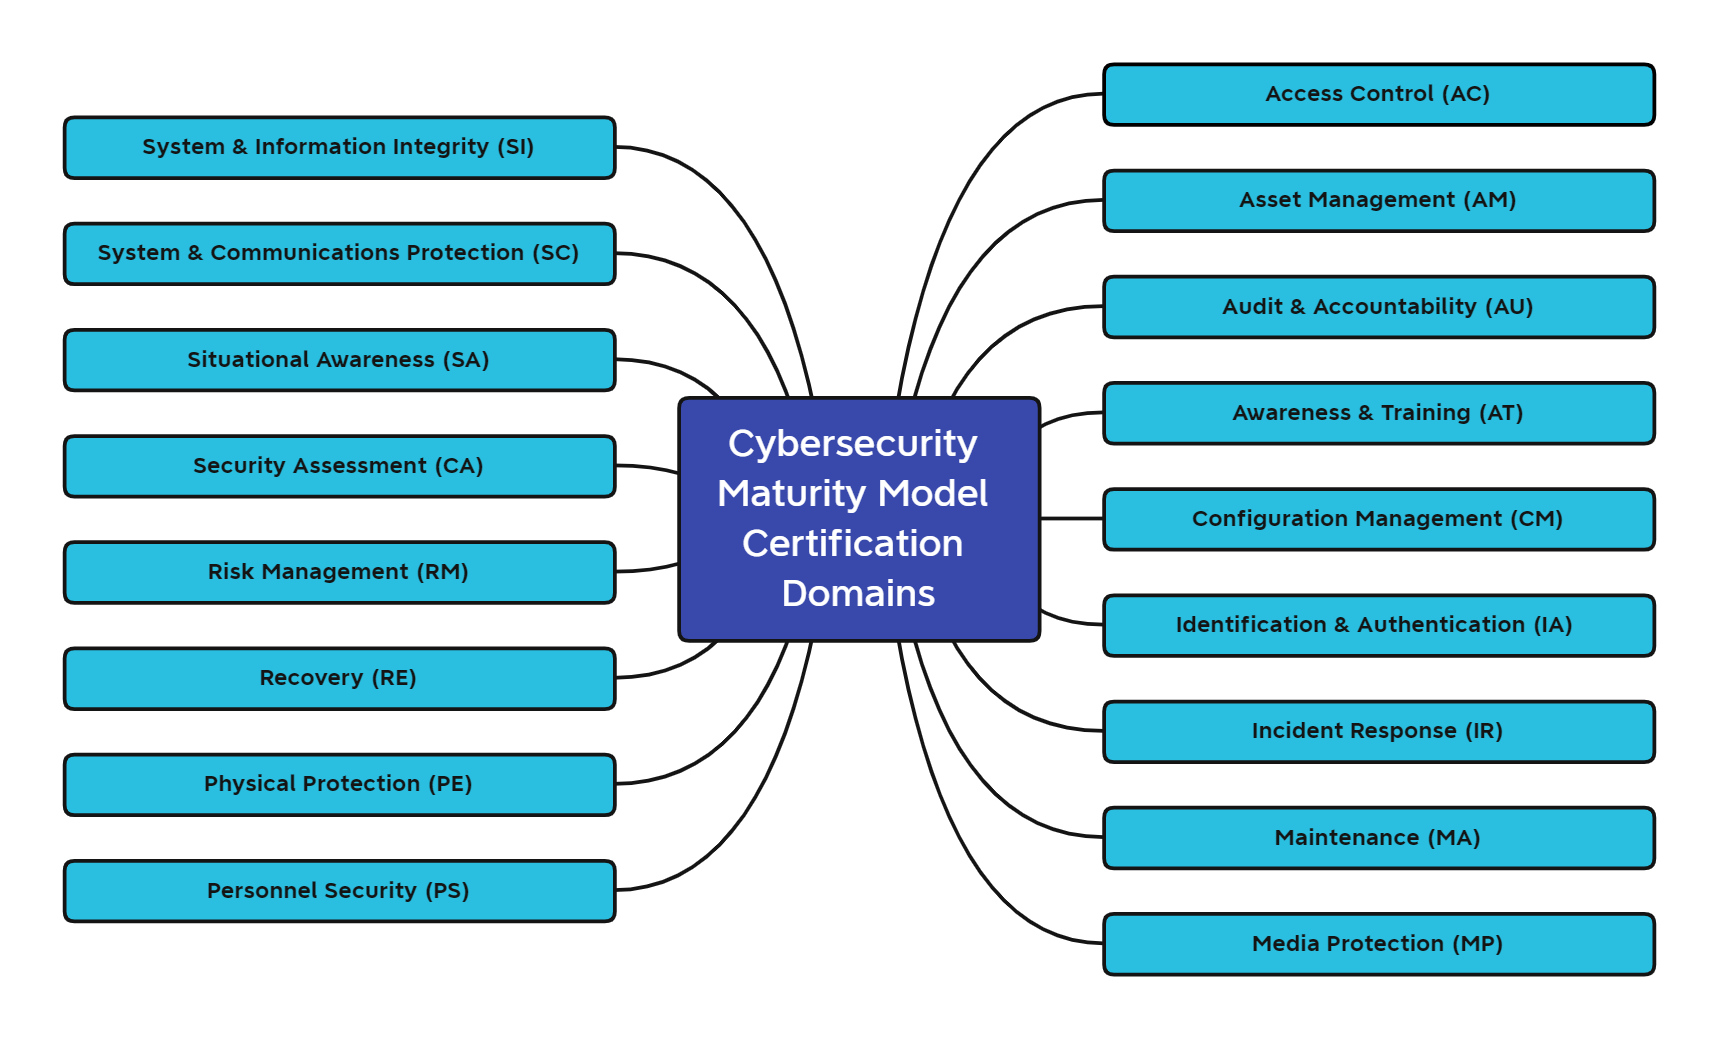 System & Information Integrity (SI)
System & Communications Protection (SC)
Situational Awareness (SA)
Security Assessment (CA)
Risk Management (RM)
Recovery (RE)
Physical Protection (PE)
Personnel Security (PS)
Cybersecurity
Maturity Model
Certification
Domains
Access Control (AC)
Asset Management (AM)
Audit & Accountability (AU)
Awareness & Training (AT)
Configuration Management (CM)
Identification & Authentication (IA)
Incident Response (IR)
Maintenance (MA)
Media Protection (MP)